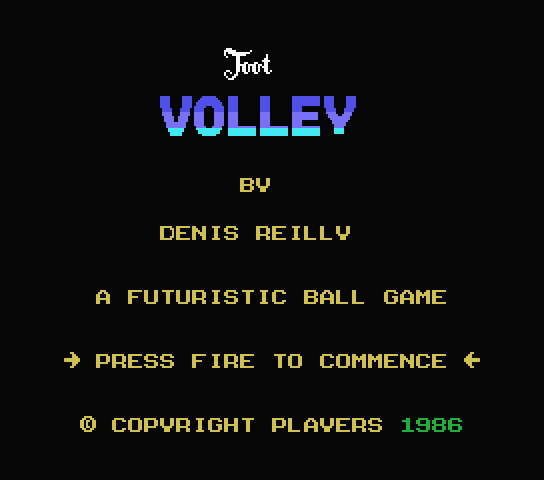 Foot
VOLLEY
BY
DENIS REILLY
A FUTURISTIC BALL GAME
→ PRESS FIRE TO COMMENCE ←
© COPYRIGHT PLAYERS 1986